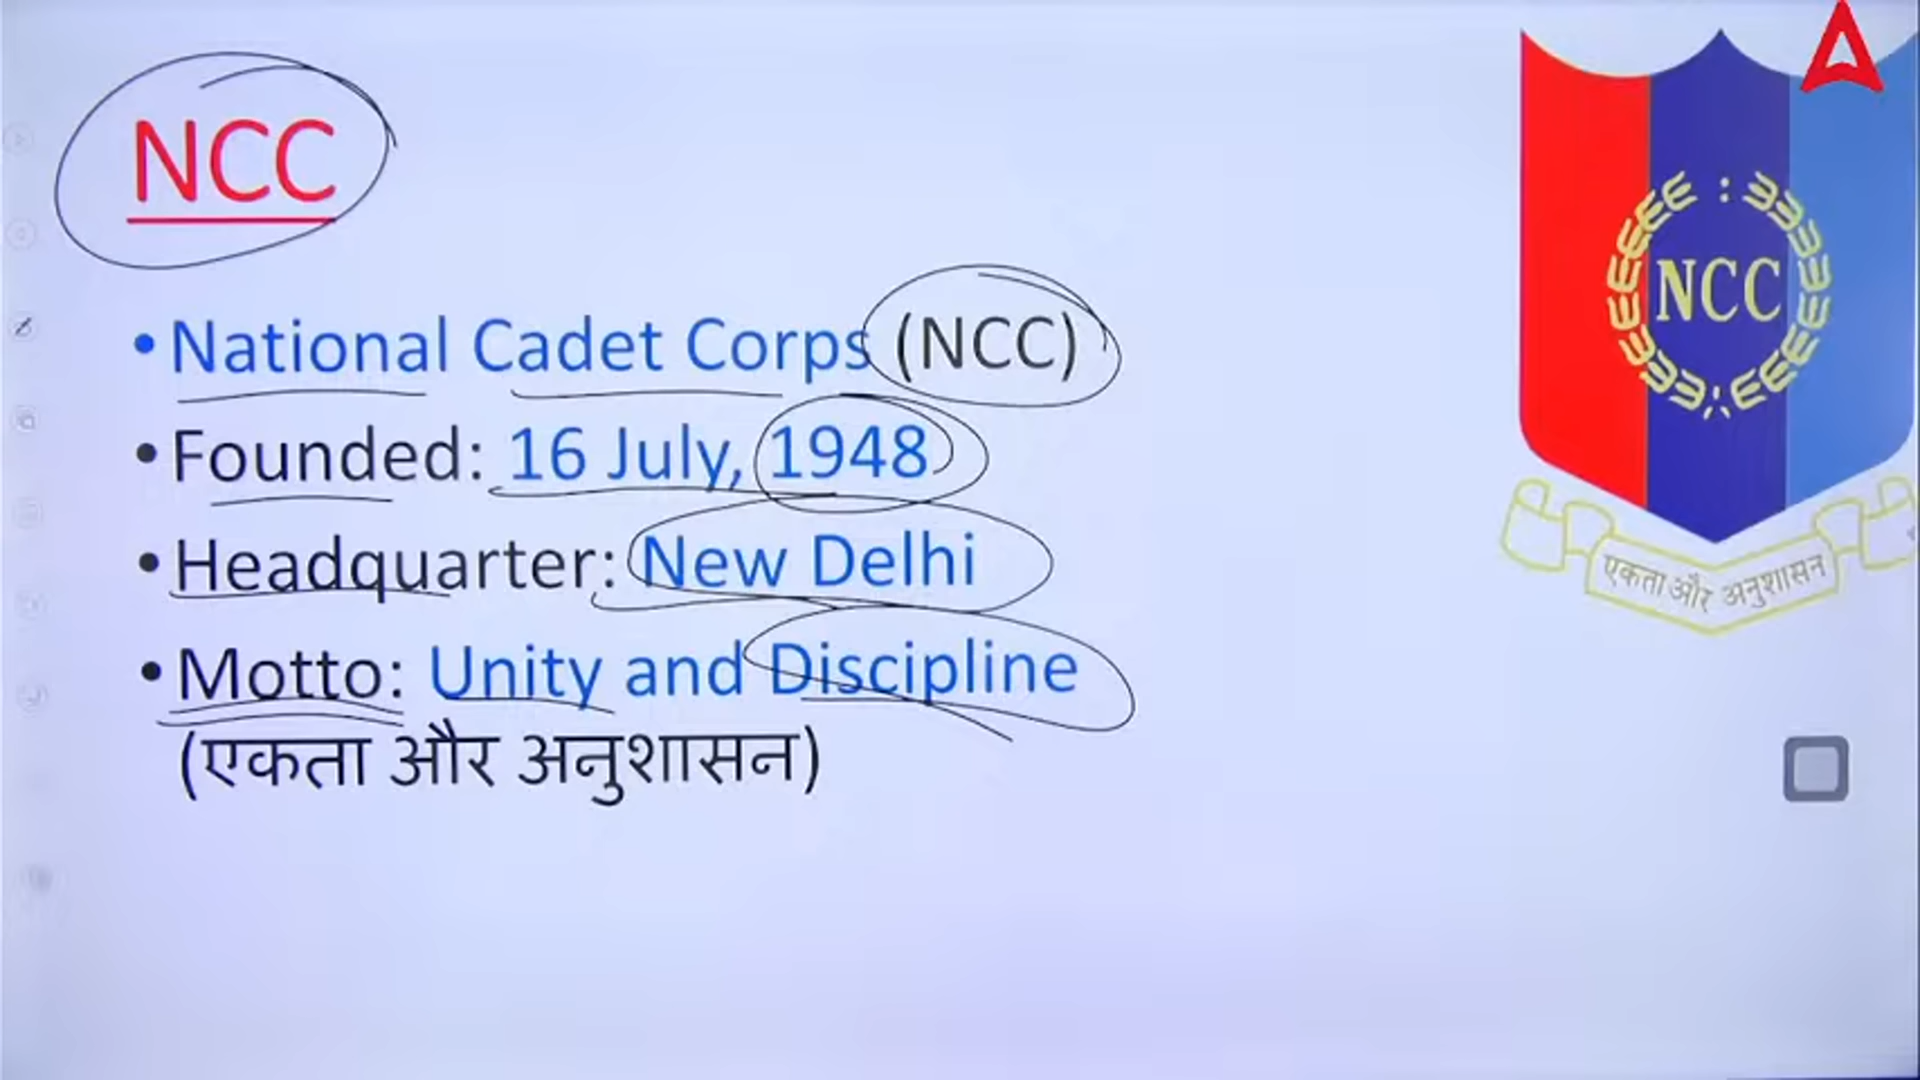 NCC
• National Cadet Corps (NCC)
• Founded: 16 July, 1948
• Headquarter: New Delhi
• Motto: Unity and Discipline
(एकता और अनुशासन)
NCC
एकता और अनुशासन